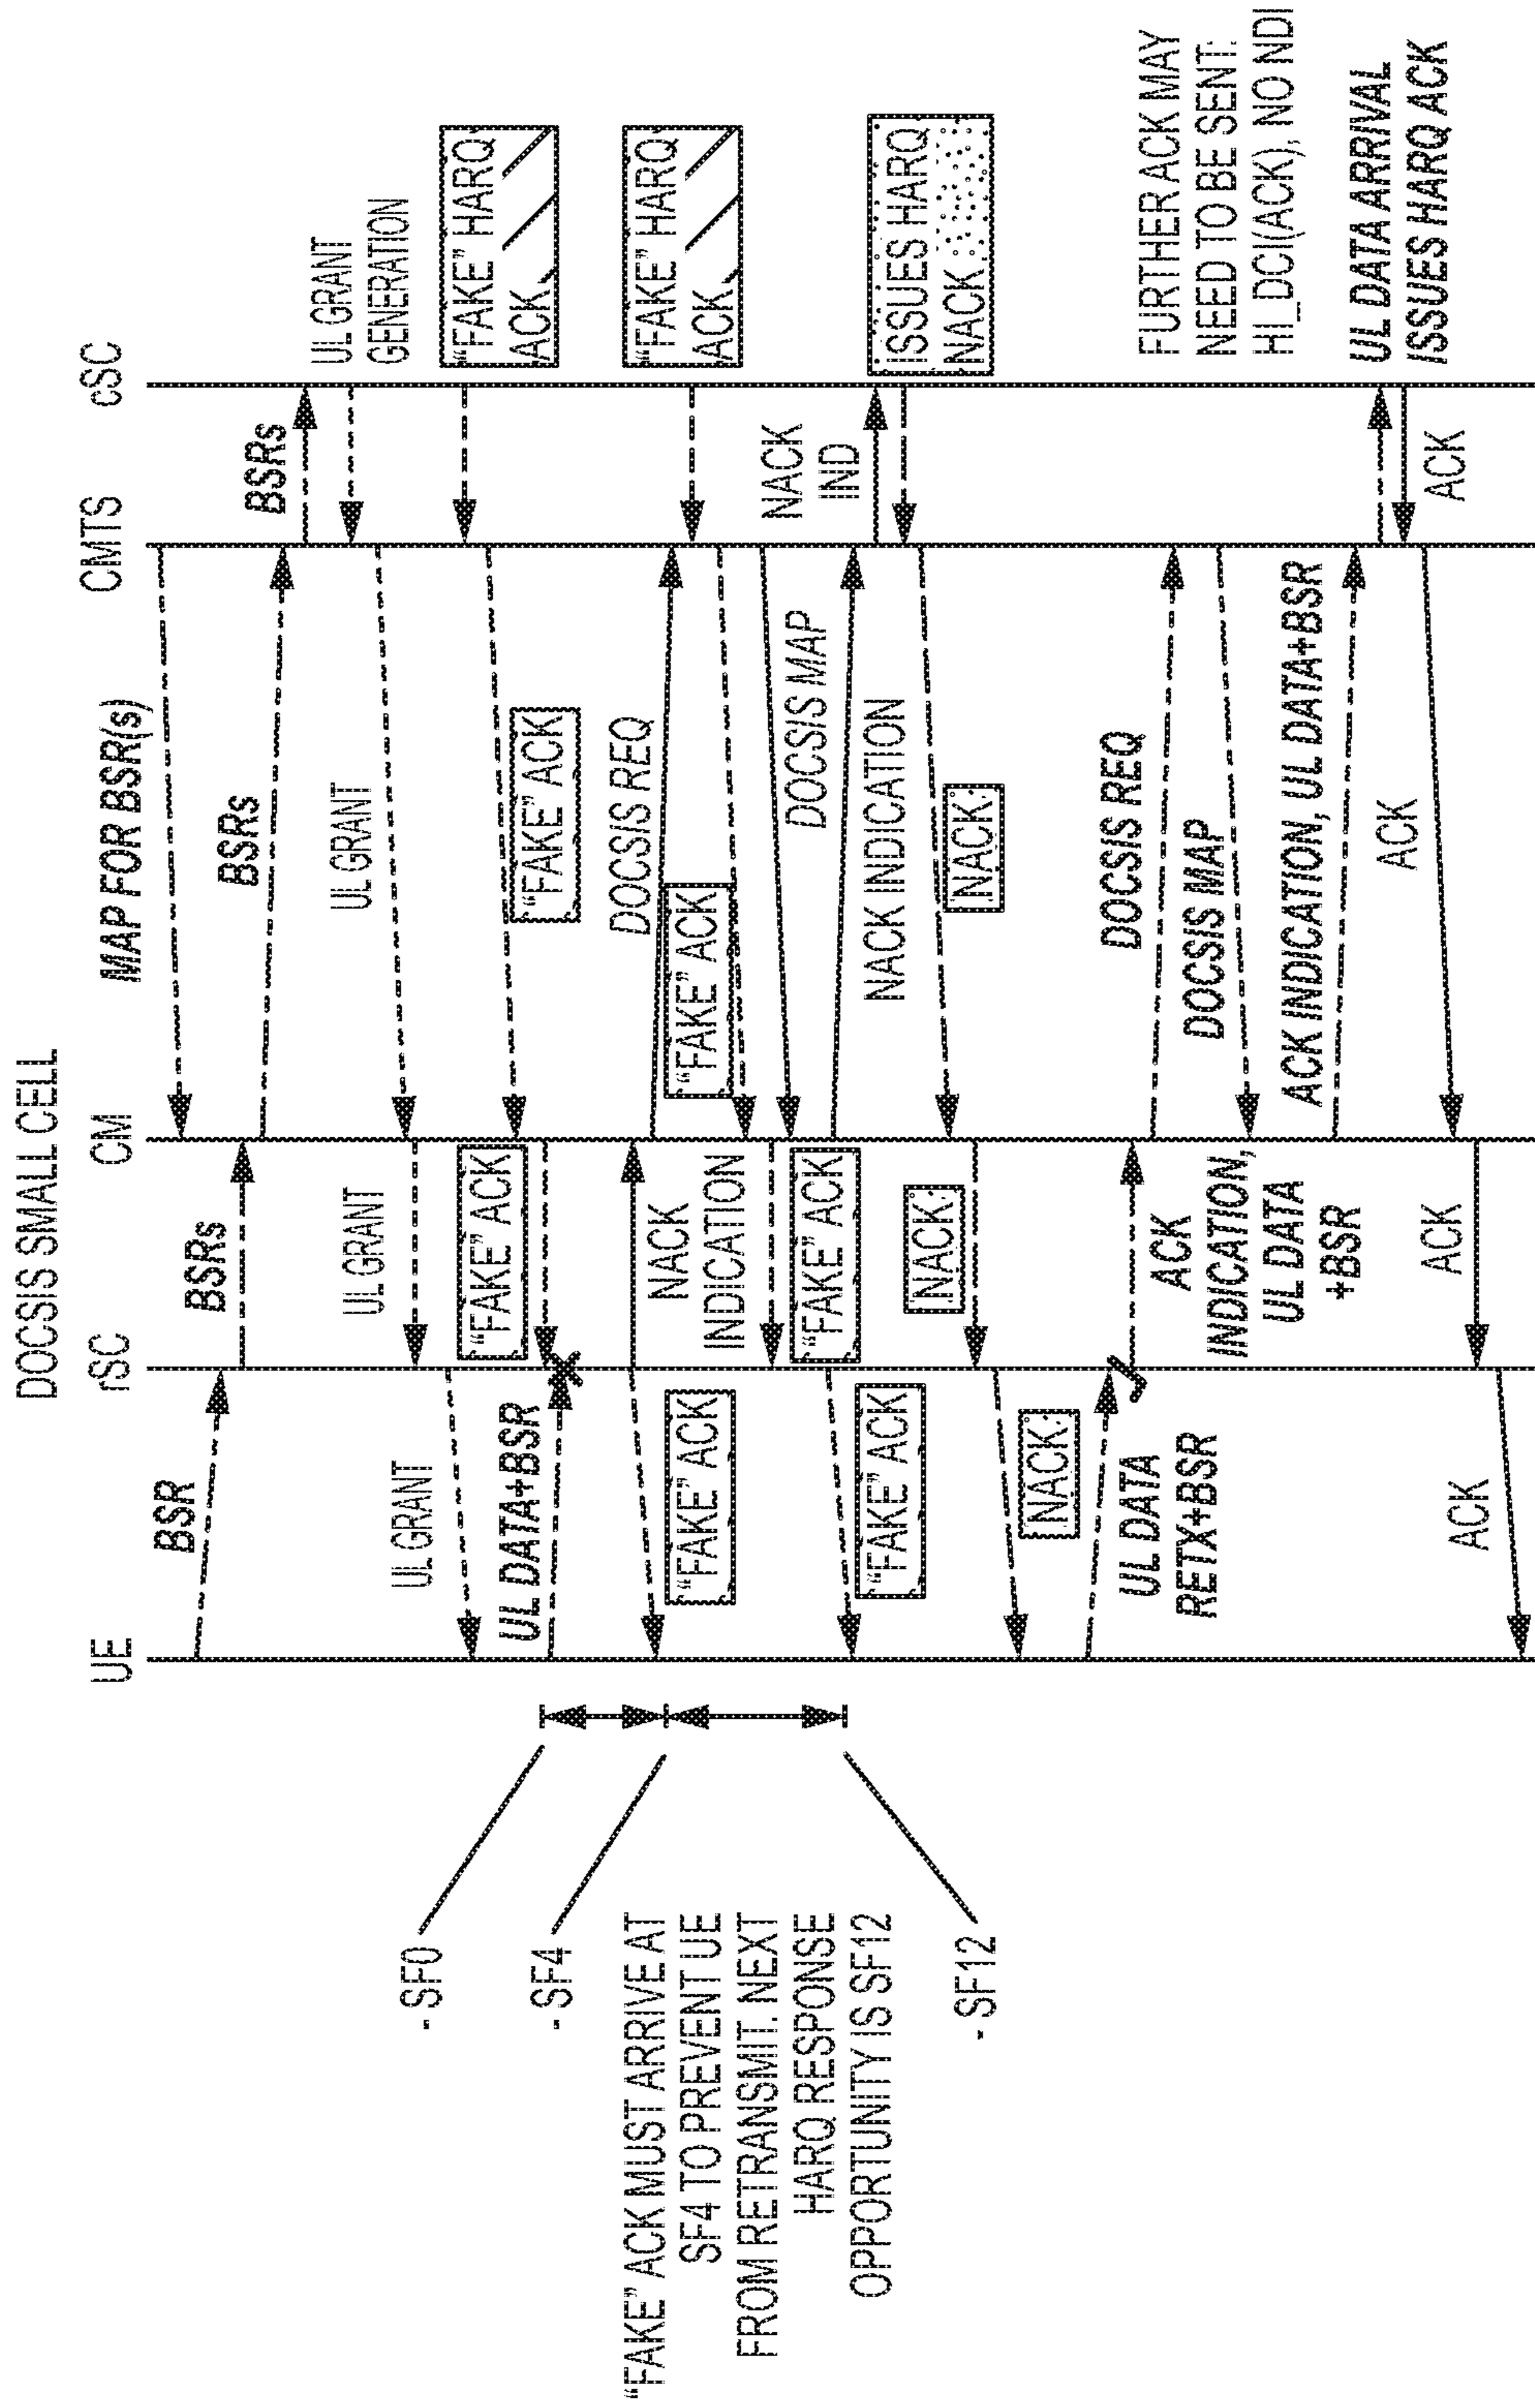 DOCSIS SMALL CELL
UE
rSC
CM
CMTS
cSC
MAP FOR BSR(s)
BSR
BSRs
BSRs
BSRs
UL GRANT
GENERATION
UL GRANT
UL GRANT
UL GRANT
"FAKE" HARQ
ACK
"FAKE" ACK
"FAKE" ACK
UL DATA+BSR
- SF0
- SF4
"FAKE" ACK MUST ARRIVE AT
SF4 TO PREVENT UE
FROM RETRANSMIT. NEXT
HARQ RESPONSE
OPPORTUNITY IS SF12
- SF12
"FAKE" ACK
NACK
INDICATION
DOCSIS REQ
"FAKE" HARQ
ACK
"FAKE" ACK
"FAKE" ACK
"FAKE" ACK
DOCSIS MAP
NACK
IND
NACK INDICATION
ISSUES HARQ
NACK
NACK
NACK
NACK
UL DATA
RETX+BSR
ACK
INDICATION,
UL DATA
+BSR
DOCSIS REQ
DOCSIS MAP
ACK INDICATION, UL DATA+BSR
FURTHER ACK MAY
NEED TO BE SENT:
HI_DCI(ACK), NO NDI
UL DATA ARRIVAL
ISSUES HARQ ACK
ACK
ACK
ACK
ACK